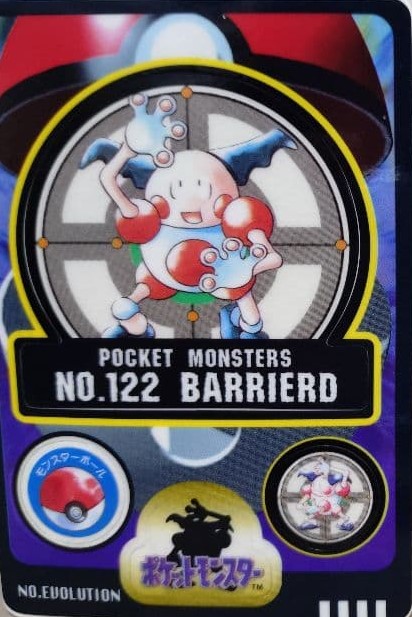 POCKET MONSTERS
NO.122 BARRIERD
モンスターボール
ポケットモンスター
TM
NO.EVOLUTION